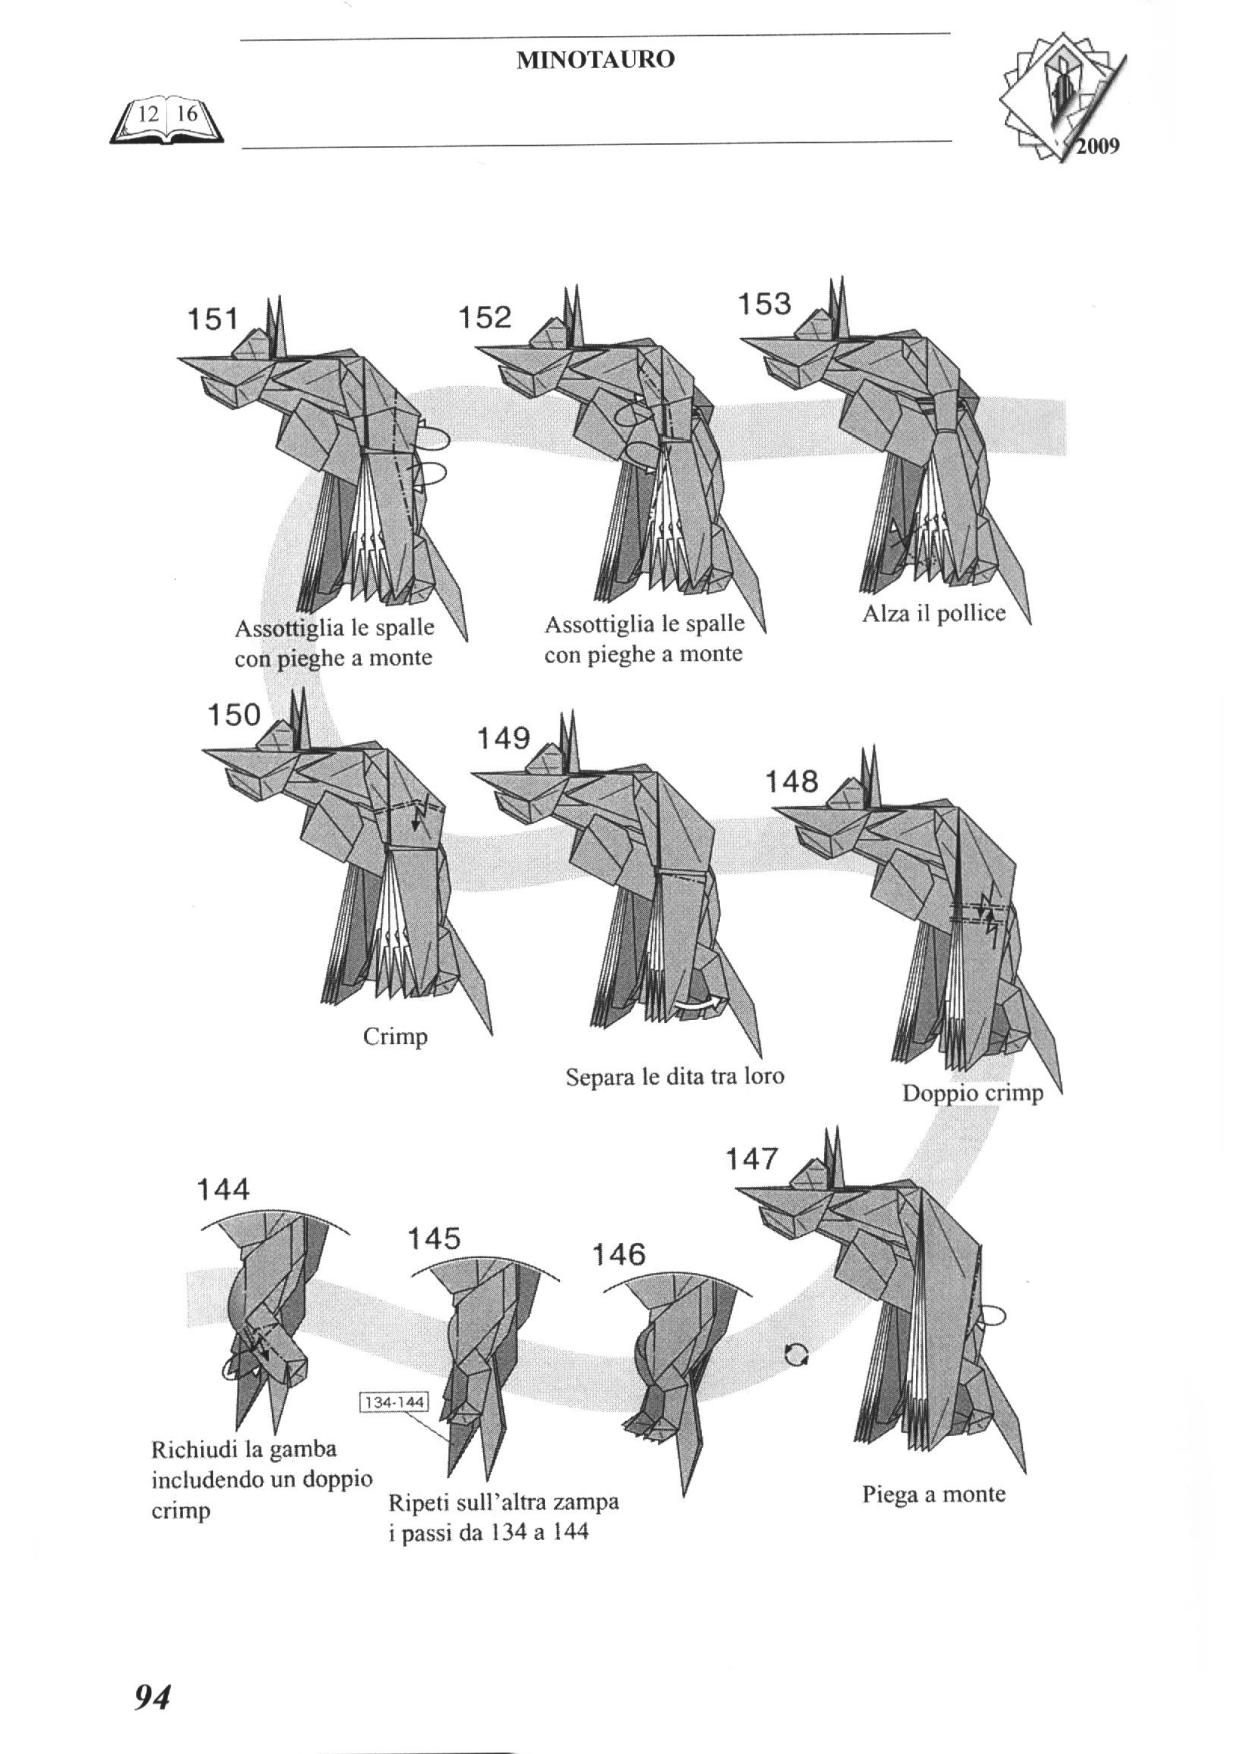 MINOTAURO
12 16
2009
151
152
153
Assottiglia le spalle
con pieghe a monte
Assottiglia le spalle
con pieghe a monte
Alza il pollice
150
149
148
Crimp
Separa le dita tra loro
Doppio crimp
144
145
146
147
134-144
Richiudi la gamba
includendo un doppio
crimp
Ripeti sull'altra zampa
i passi da 134 a 144
Piega a monte
94